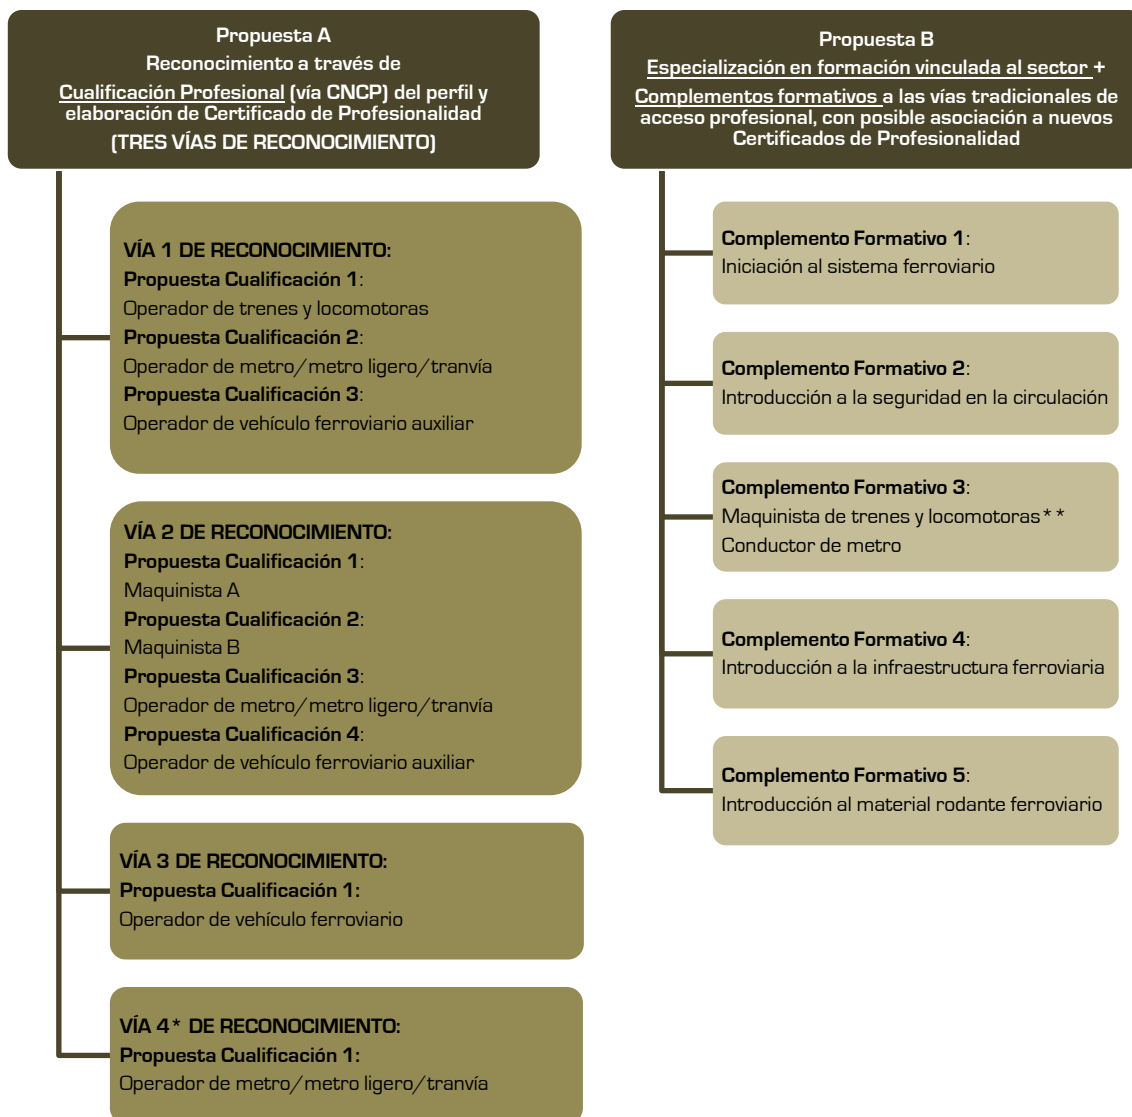 Propuesta A
Reconocimiento a través de
Cualificación Profesional (vía CNCP) del perfil y
elaboración de Certificado de Profesionalidad
(TRES VÍAS DE RECONOCIMIENTO)
VÍA 1 DE RECONOCIMIENTO:
Propuesta Cualificación 1:
Operador de trenes y locomotoras
Propuesta Cualificación 2:
Operador de metro/metro ligero/tranvía
Propuesta Cualificación 3:
Operador de vehículo ferroviario auxiliar
VÍA 2 DE RECONOCIMIENTO:
Propuesta Cualificación 1:
Maquinista A
Propuesta Cualificación 2:
Maquinista B
Propuesta Cualificación 3:
Operador de metro/metro ligero/tranvía
Propuesta Cualificación 4:
Operador de vehículo ferroviario auxiliar
VÍA 3 DE RECONOCIMIENTO:
Propuesta Cualificación 1:
Operador de vehículo ferroviario
VÍA 4* DE RECONOCIMIENTO:
Propuesta Cualificación 1:
Operador de metro/metro ligero/tranvía
Propuesta B
Especialización en formación vinculada al sector +
Complementos formativos a las vías tradicionales de
acceso profesional, con posible asociación a nuevos
Certificados de Profesionalidad
Complemento Formativo 1:
Iniciación al sistema ferroviario
Complemento Formativo 2:
Introducción a la seguridad en la circulación
Complemento Formativo 3:
Maquinista de trenes y locomotoras**
Conductor de metro
Complemento Formativo 4:
Introducción a la infraestructura ferroviaria
Complemento Formativo 5:
Introducción al material rodante ferroviario